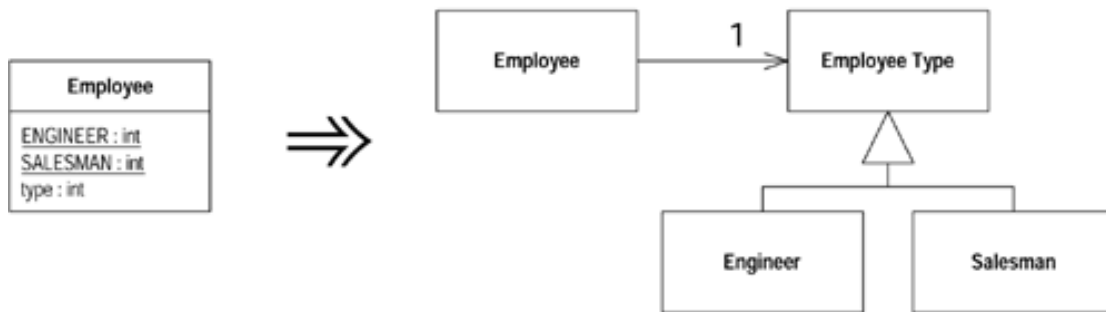 Employee
ENGINEER : int
SALESMAN : int
type : int
Employee
1
Employee Type
Engineer
Salesman